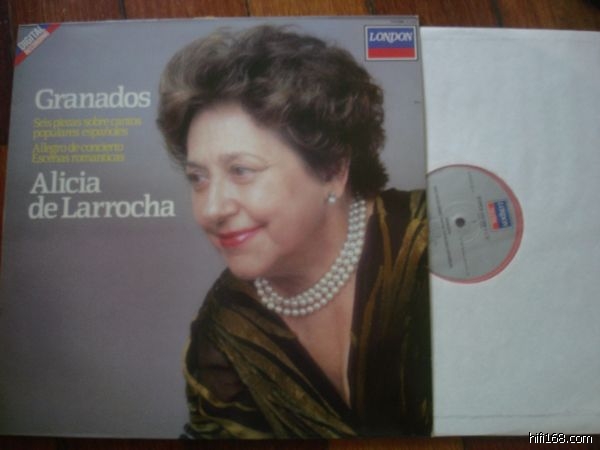 DIGITAL
LONDON
Granados
Seis piezas sobre cantos
populares españoles
Allegro de concierto
Escenas románticas
Alicia
de Larrocha
LONDON
hifi168.com